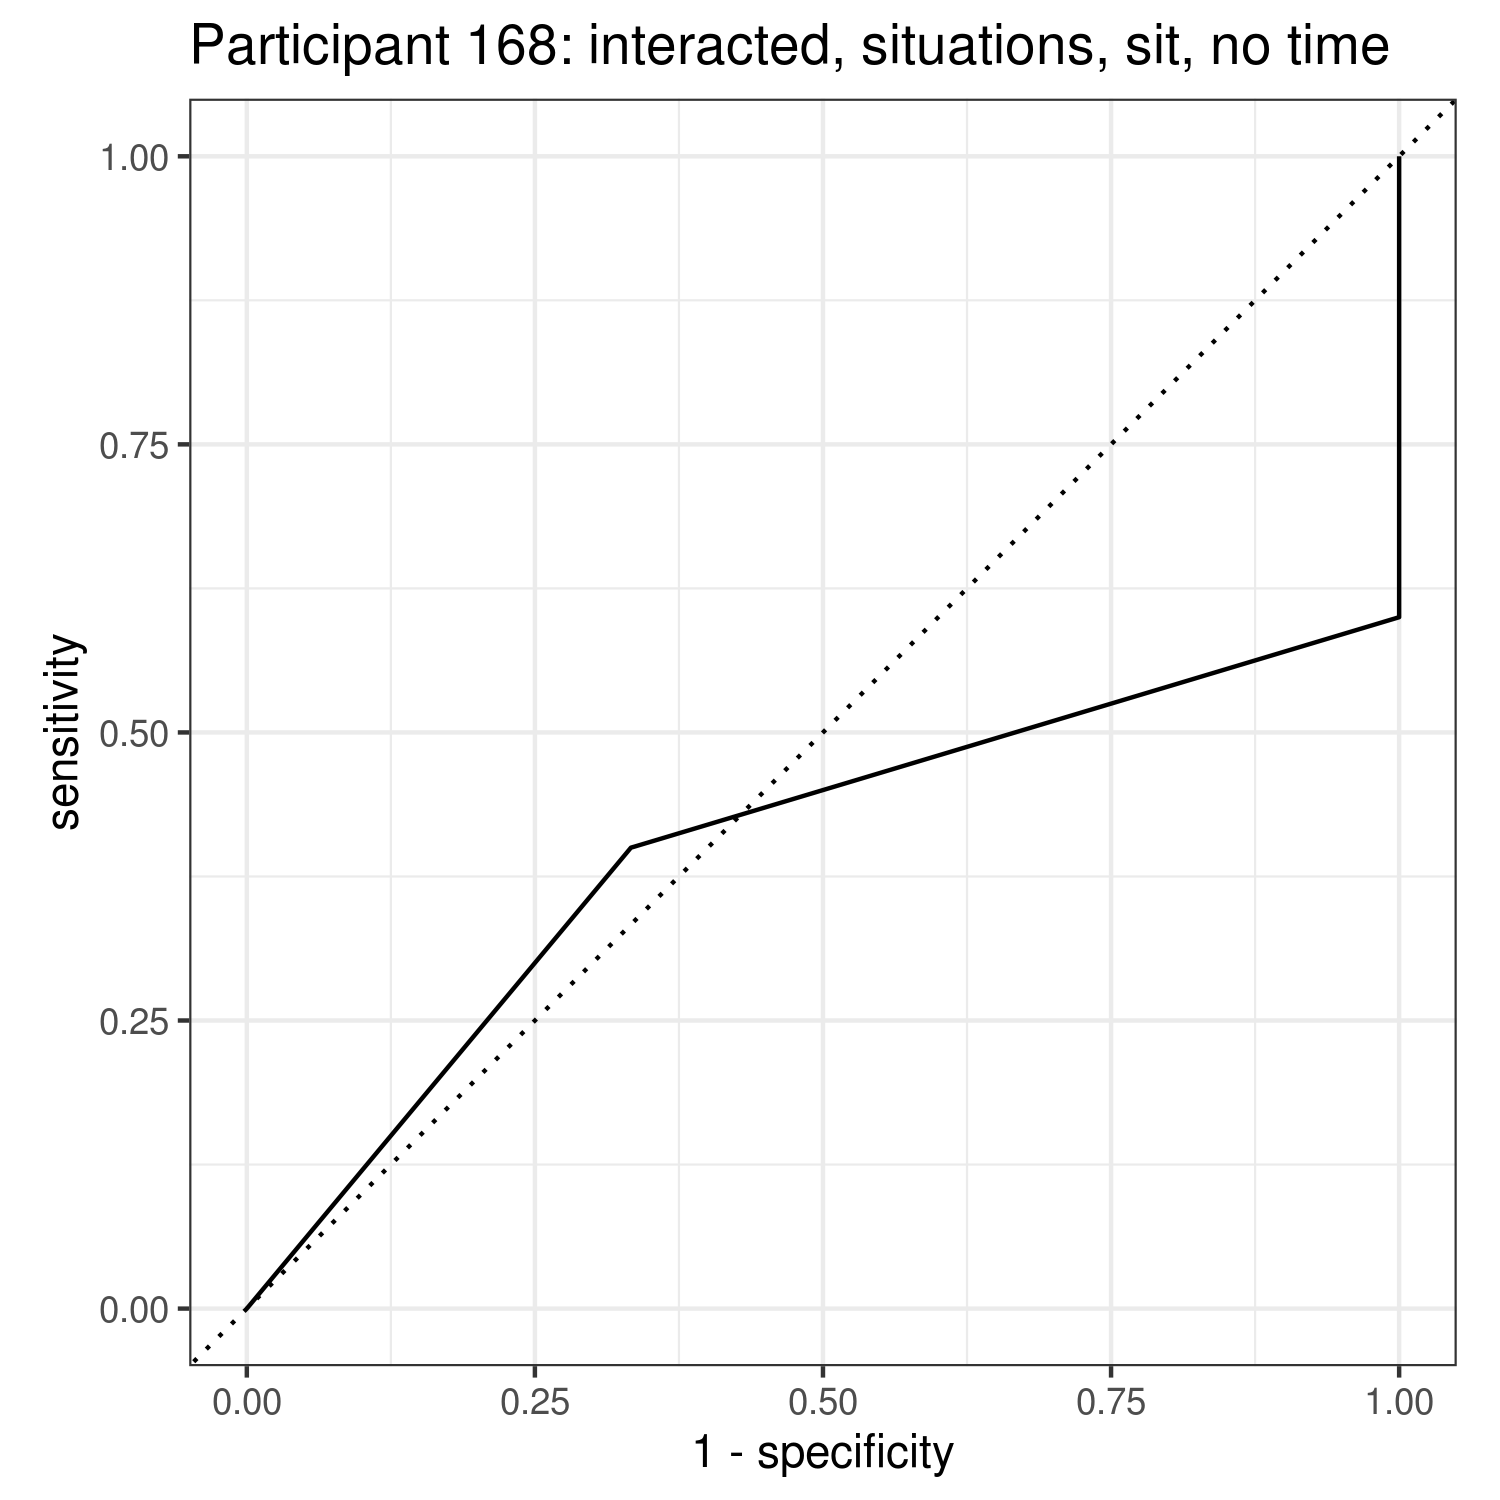 Participant 168: interacted, situations, sit, no time
1.00
0.75
0.50
0.25
0.00
sensitivity
0.00 0.25 0.50 0.75 1.00
1 - specificity